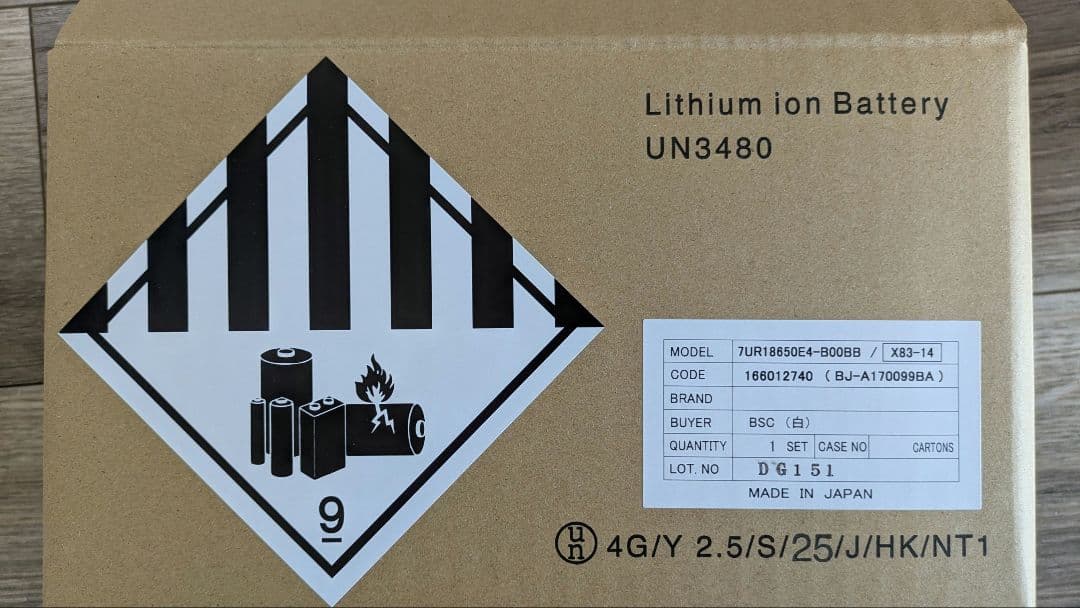 Lithium ion Battery
UN3480
MODEL 7UR18650E4-B00BB / X83-14
CODE 166012740 (BJ-A170099BA)
BRAND
BUYER BSC (白)
QUANTITY 1 SET CASE NO CARTONS
LOT. NO DG151
MADE IN JAPAN
9
un 4G/Y 2.5/S/25/J/HK/NT1